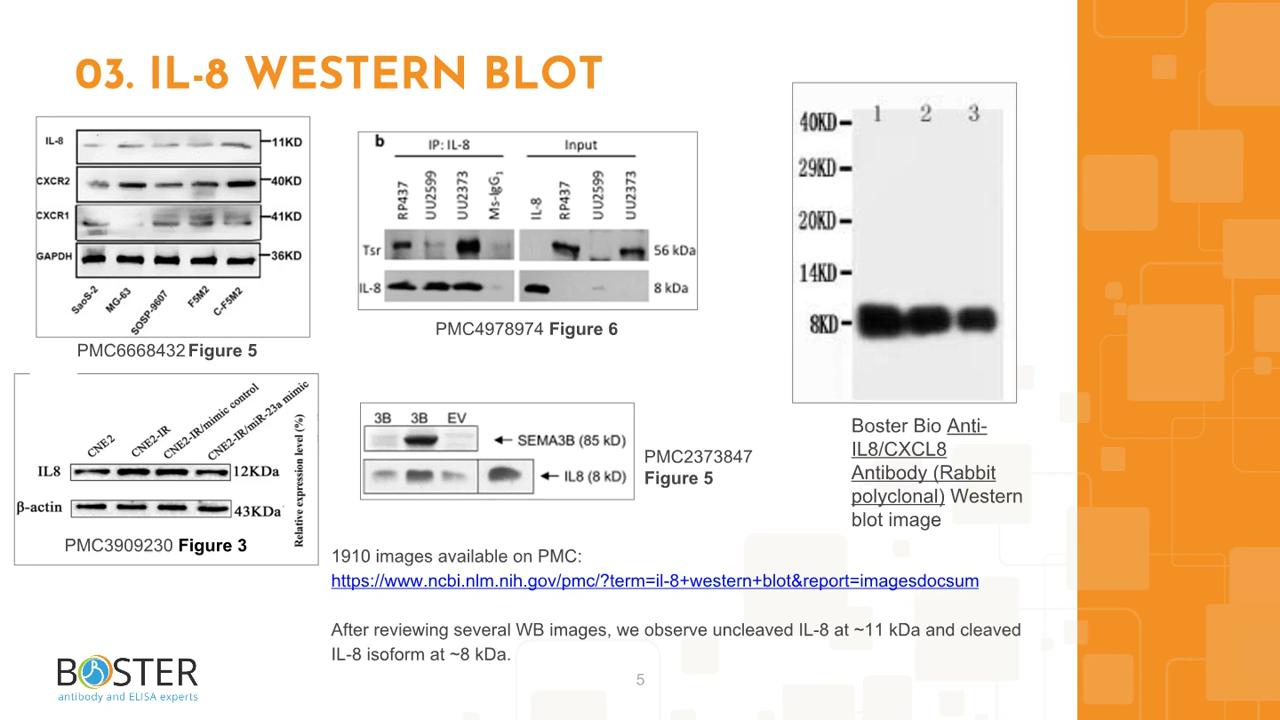 03. IL-8 WESTERN BLOT
IL-8
11KD
CXCR2
40KD
CXCR1
41KD
GAPDH
36KD
SaoS-2
MG-63
SOSP-9607
F5M2
C-F5M2
PMC6668432 Figure 5
b
IP: IL-8
Input
RP437
UU2599
UU2373
Ms-IgG1
IL-8
RP437
UU2599
UU2373
Tsr
56 kDa
IL-8
8 kDa
PMC4978974 Figure 6
1 2 3
40KD
29KD
20KD
14KD
8KD
Boster Bio Anti-
IL8/CXCL8
Antibody (Rabbit
polyclonal) Western
blot image
CNE2
CNE2-IR
CNE2-IR/mimic control
CNE2-IR/miR-23a mimic
IL8
12KDa
β-actin
43KDa
Relative expression level (%)
PMC3909230 Figure 3
3B 3B EV
SEMA3B (85 kD)
IL8 (8 kD)
PMC2373847
Figure 5
1910 images available on PMC:
https://www.ncbi.nlm.nih.gov/pmc/?term=il-8+western+blot&report=imagesdocsum
After reviewing several WB images, we observe uncleaved IL-8 at ~11 kDa and cleaved
IL-8 isoform at ~8 kDa.
BOSTER
antibody and ELISA experts
5